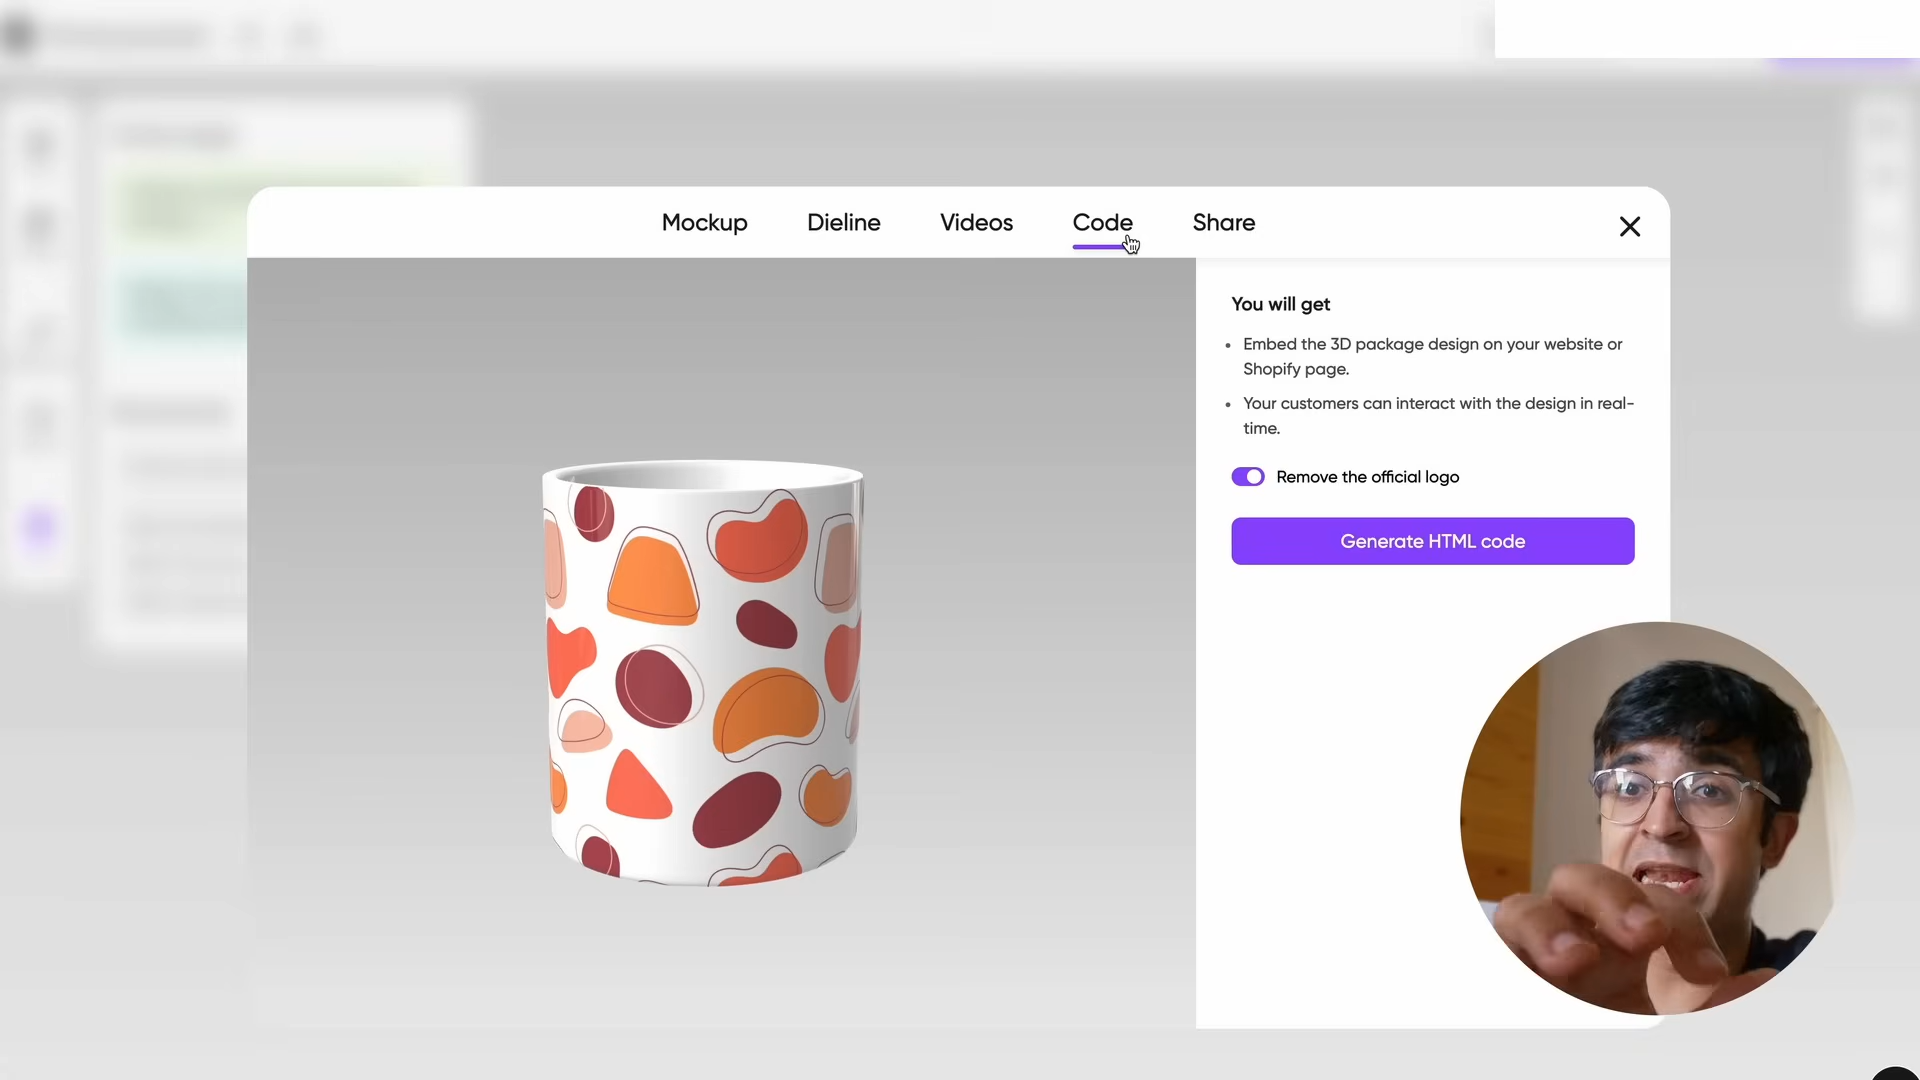 Mockup Dieline Videos Code Share
You will get
• Embed the 3D package design on your website or
Shopify page.
• Your customers can interact with the design in real-
time.
Remove the official logo
Generate HTML code